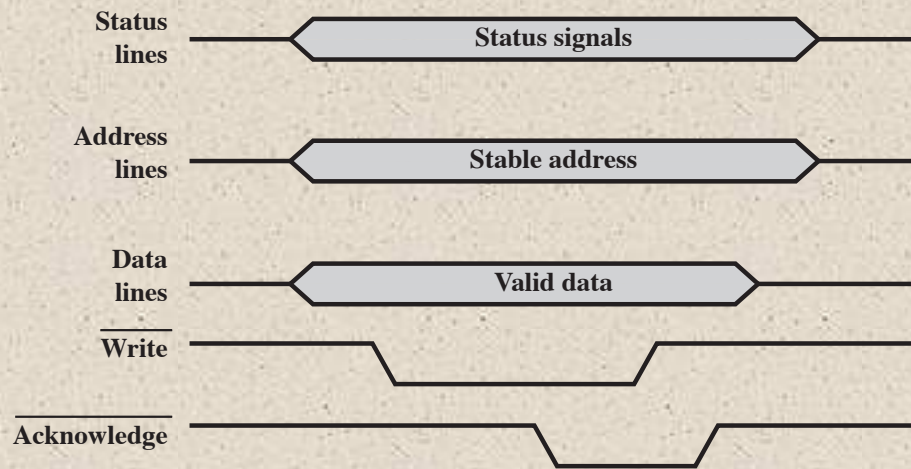 Status
lines
Status signals
Address
lines
Stable address
Data
lines
Valid data
Write
Acknowledge